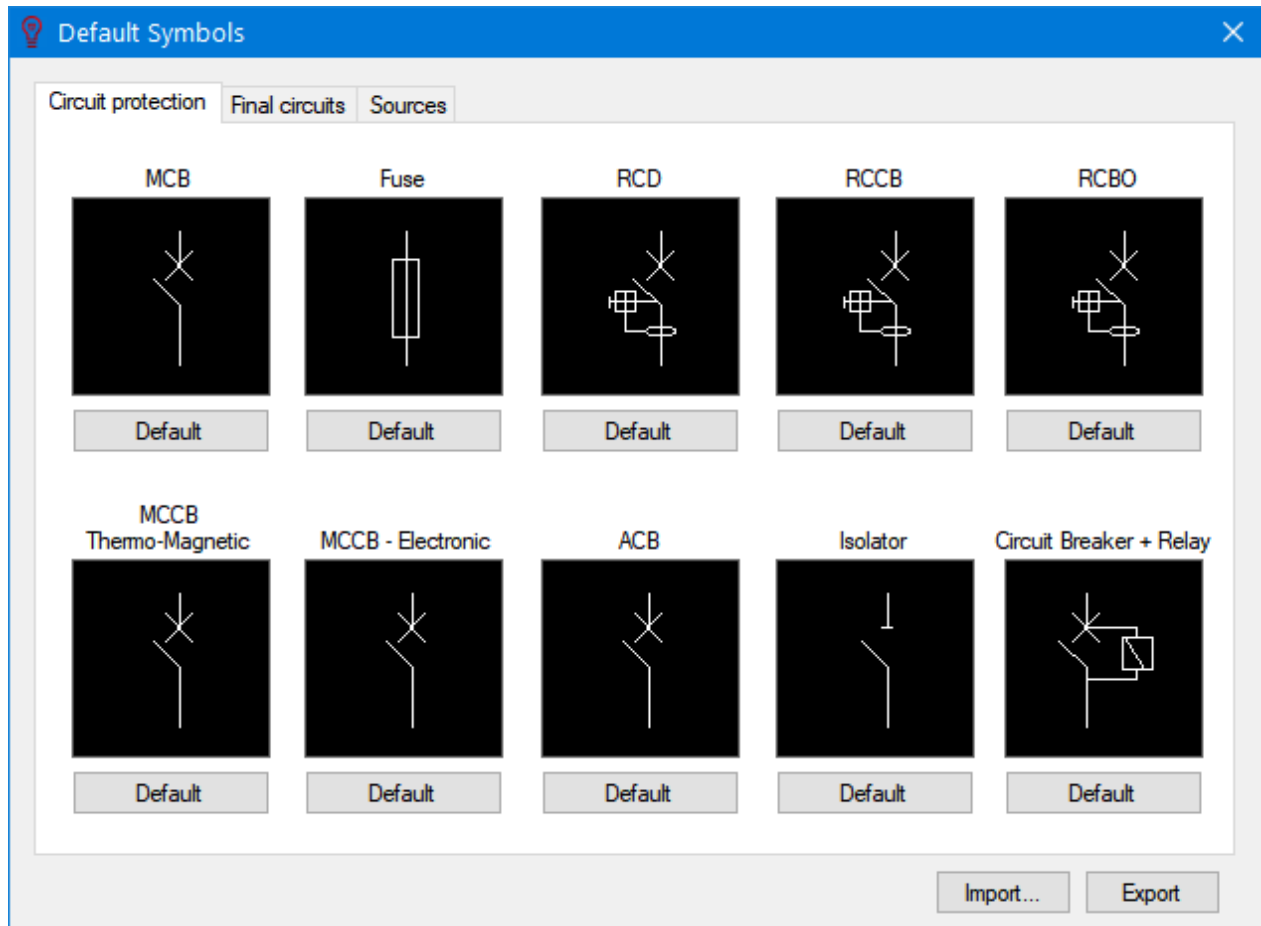 Default Symbols
Circuit protection Final circuits Sources
MCB Fuse RCD RCCB RCBO
Default Default Default Default Default
MCCB
Thermo-Magnetic MCCB - Electronic ACB Isolator Circuit Breaker + Relay
Default Default Default Default Default
Import... Export